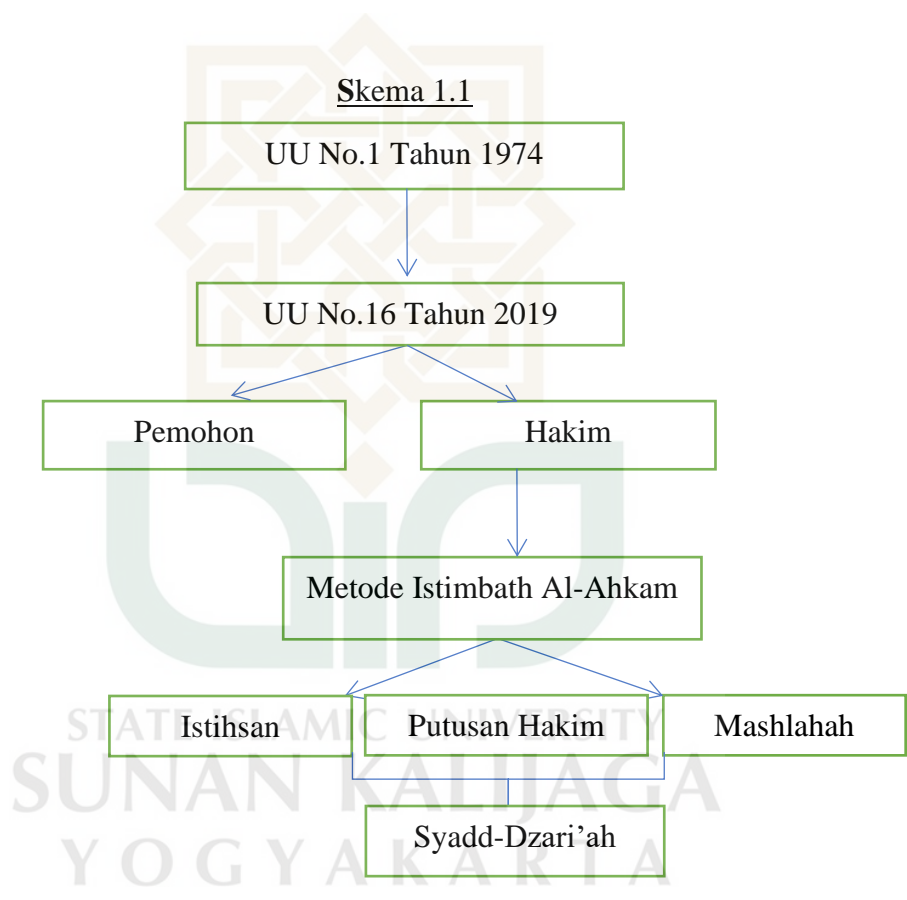 Skema 1.1
UU No.1 Tahun 1974
UU No.16 Tahun 2019
Pemohon
Hakim
Metode Istimbath Al-Ahkam
Istihsan
Putusan Hakim
Mashlahah
Syadd-Dzari’ah
STATE ISLAMIC UNIVERSITY
SUNAN KALIJAGA
YOGYAKARTA